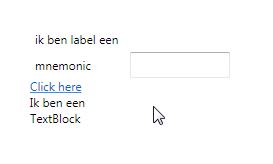 ik ben label een
mnemonic
Click here
Ik ben een
TextBlock